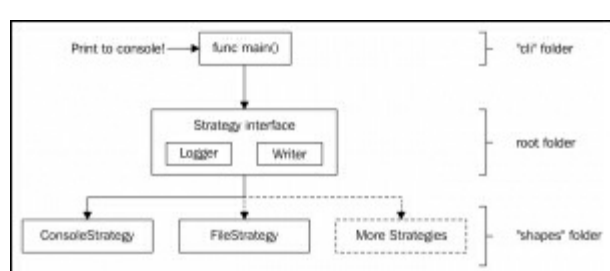 Print to console!
func main()
"cli" folder
Strategy interface
Logger
Writer
root folder
ConsoleStrategy
FileStrategy
More Strategies
"shapes" folder